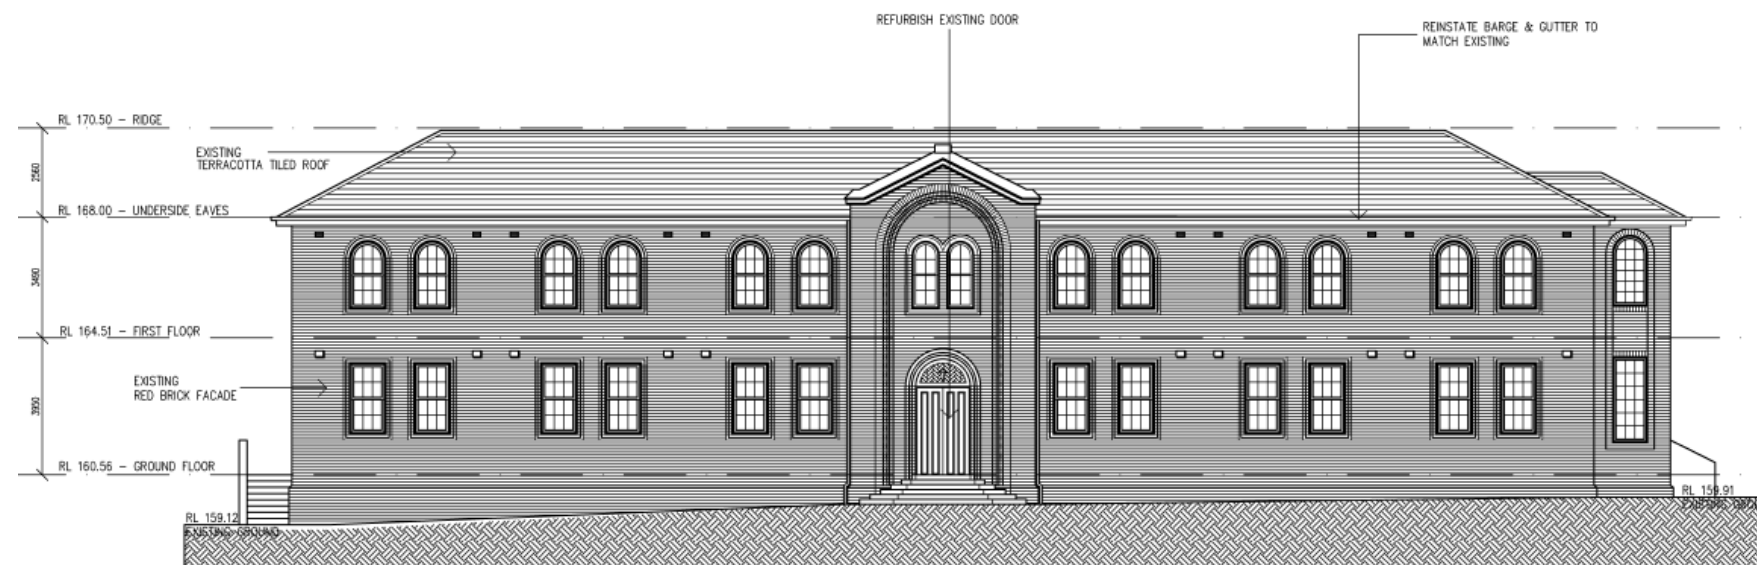 REFURBISH EXISTING DOOR
REINSTATE BARGE & GUTTER TO
MATCH EXISTING
RL 170.50 – RIDGE
EXISTING
TERRACOTTA TILED ROOF
2560
RL 168.00 – UNDERSIDE EAVES
3490
RL 164.51 – FIRST FLOOR
EXISTING
RED BRICK FACADE
3950
RL 160.56 – GROUND FLOOR
RL 159.12
EXISTING GROUND
RL 159.91
EXISTING